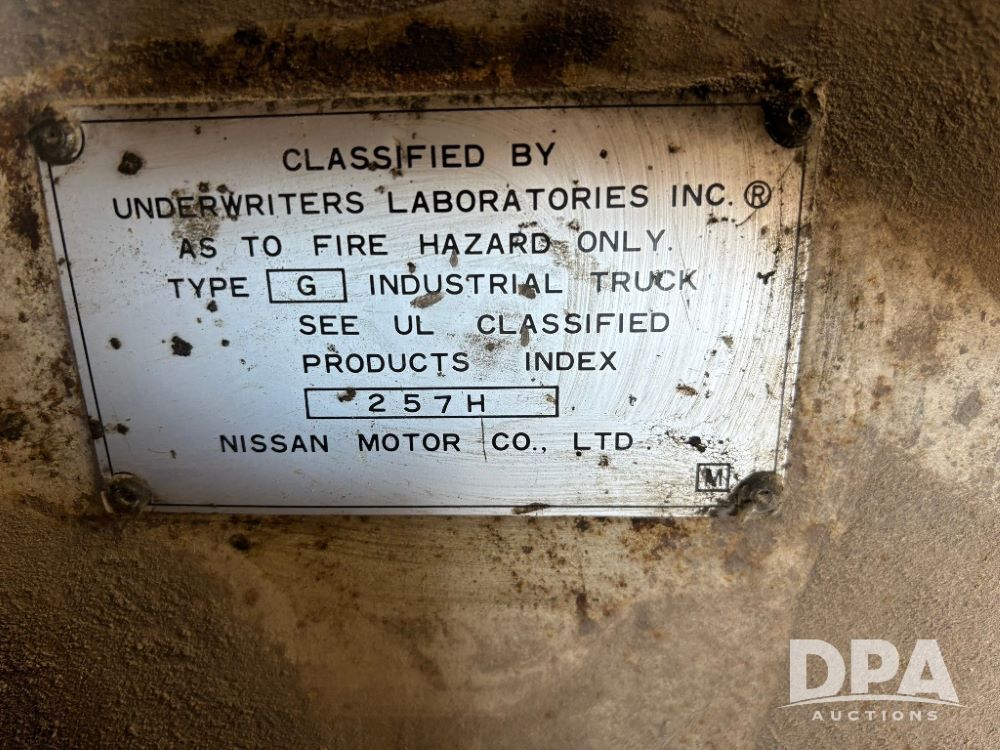 CLASSIFIED BY
UNDERWRITERS LABORATORIES INC.®
AS TO FIRE HAZARD ONLY.
TYPE G INDUSTRIAL TRUCK
SEE UL CLASSIFIED
PRODUCTS INDEX
257H
NISSAN MOTOR CO., LTD.
M
DPA
AUCTIONS